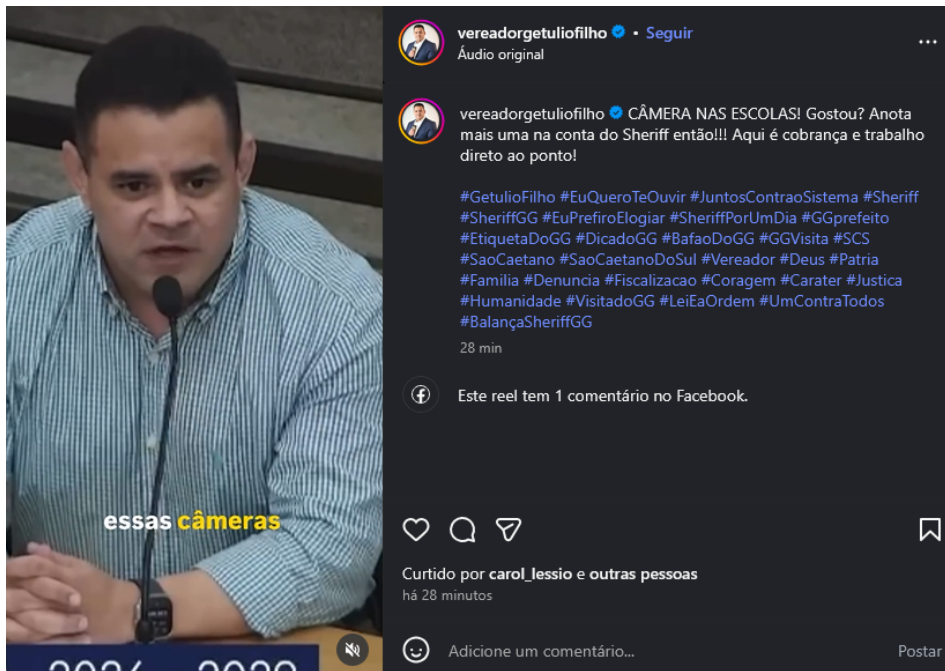 vereadorgetuliofilho • Seguir
Áudio original
vereadorgetuliofilho CÂMERA NAS ESCOLAS! Gostou? Anota
mais uma na conta do Sheriff então!!! Aqui é cobrança e trabalho
direto ao ponto!
#GetulioFilho #EuQueroTeOuvir #JuntosContraoSistema #Sheriff
#SheriffGG #EuPrefiroElogiar #SheriffPorUmDia #GGprefeito
#EtiquetaDoGG #DicadoGG #BafaoDoGG #GGVisita #SCS
#SaoCaetano #SaoCaetanoDoSul #Vereador #Deus #Patria
#Familia #Denuncia #Fiscalizacao #Coragem #Carater #Justica
#Humanidade #VisitadoGG #LeiEaOrdem #UmContraTodos
#BalançaSheriffGG
28 min
Este reel tem 1 comentário no Facebook.
essas câmeras
Curtido por carol_lessio e outras pessoas
há 28 minutos
Adicione um comentário...
Postar